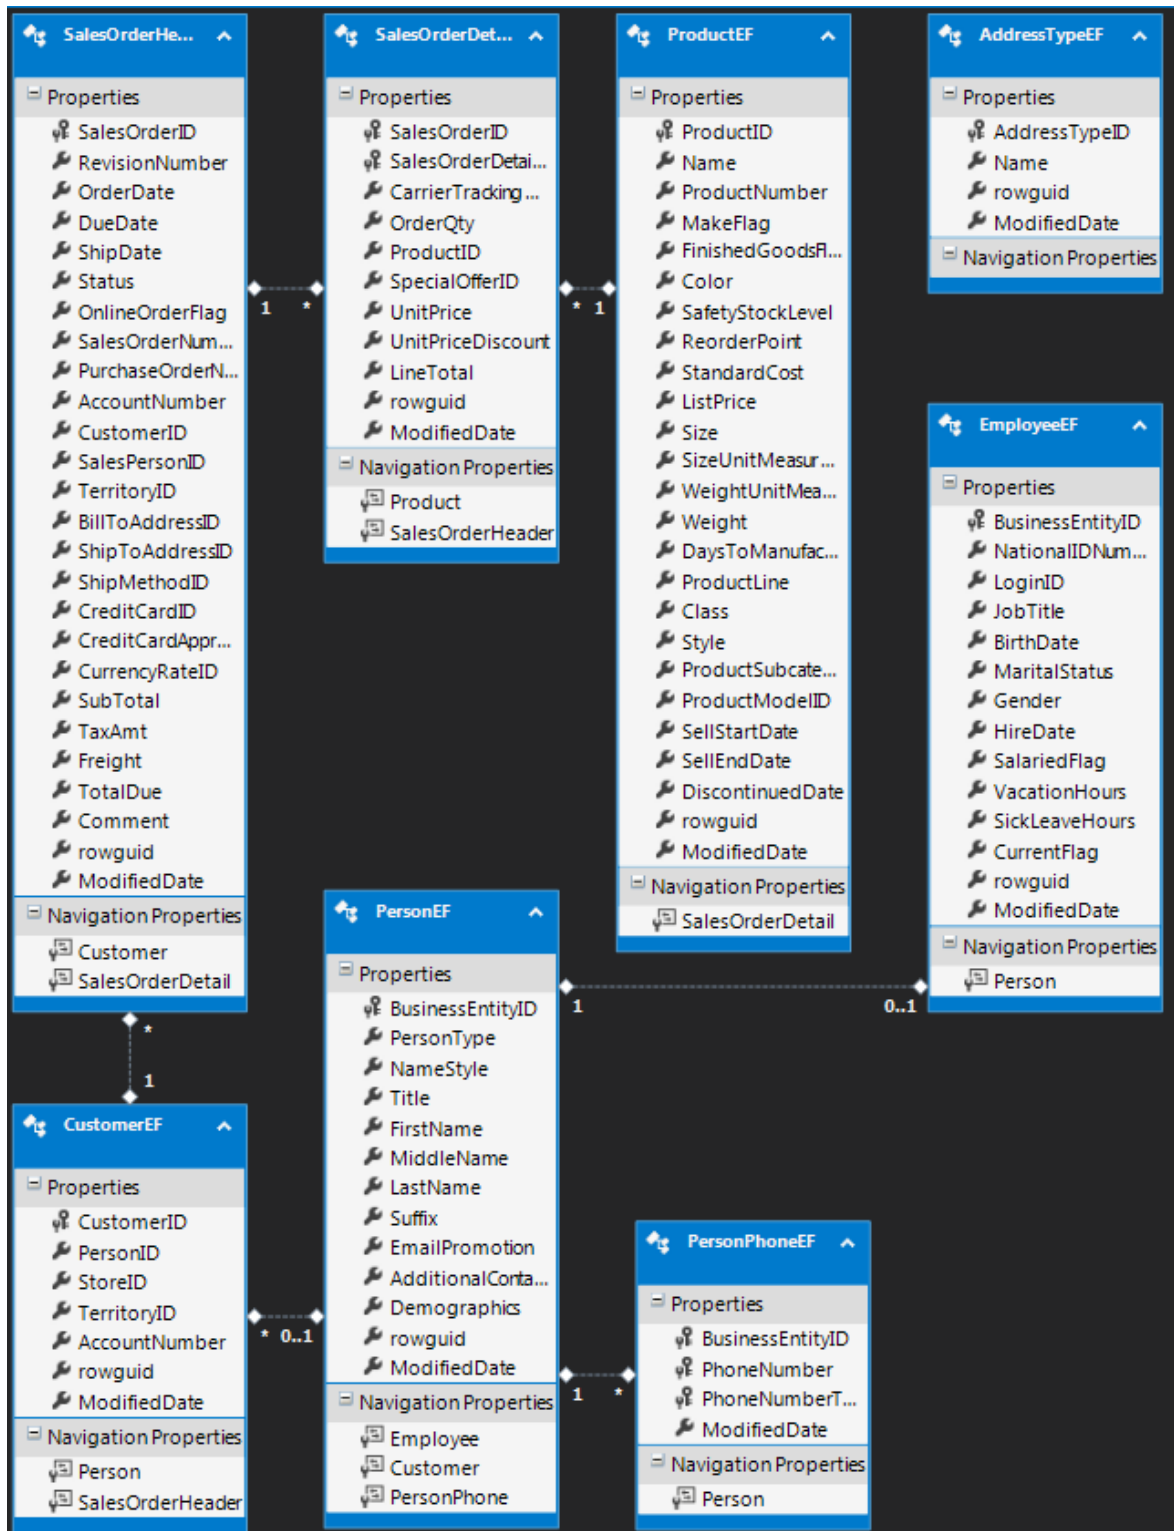 SalesOrderHe...
Properties
SalesOrderID
RevisionNumber
OrderDate
DueDate
ShipDate
Status
OnlineOrderFlag
SalesOrderNum...
PurchaseOrderN...
AccountNumber
CustomerID
SalesPersonID
TerritoryID
BillToAddressID
ShipToAddressID
ShipMethodID
CreditCardID
CreditCardAppr...
CurrencyRateID
SubTotal
TaxAmt
Freight
TotalDue
Comment
rowguid
ModifiedDate
Navigation Properties
Customer
SalesOrderDetail
1 *
SalesOrderDet...
Properties
SalesOrderID
SalesOrderDetai...
CarrierTracking ...
OrderQty
ProductID
SpecialOfferID
UnitPrice
UnitPriceDiscount
LineTotal
rowguid
ModifiedDate
Navigation Properties
Product
SalesOrderHeader
* 1
ProductEF
Properties
ProductID
Name
ProductNumber
MakeFlag
FinishedGoodsFl...
Color
SafetyStockLevel
ReorderPoint
StandardCost
ListPrice
Size
SizeUnitMeasur...
WeightUnitMea...
Weight
DaysToManufac...
ProductLine
Class
Style
ProductSubcate...
ProductModelID
SellStartDate
SellEndDate
DiscontinuedDate
rowguid
ModifiedDate
Navigation Properties
SalesOrderDetail
AddressTypeEF
Properties
AddressTypeID
Name
rowguid
ModifiedDate
Navigation Properties
EmployeeEF
Properties
BusinessEntityID
NationalIDNum...
LoginID
JobTitle
BirthDate
MaritalStatus
Gender
HireDate
SalariedFlag
VacationHours
SickLeaveHours
CurrentFlag
rowguid
ModifiedDate
Navigation Properties
Person
1 0..1
*
1
CustomerEF
Properties
CustomerID
PersonID
StoreID
TerritoryID
AccountNumber
rowguid
ModifiedDate
Navigation Properties
Person
SalesOrderHeader
* 0..1
PersonEF
Properties
BusinessEntityID
PersonType
NameStyle
Title
FirstName
MiddleName
LastName
Suffix
EmailPromotion
AdditionalConta...
Demographics
rowguid
ModifiedDate
Navigation Properties
Employee
Customer
PersonPhone
1 *
PersonPhoneEF
Properties
BusinessEntityID
PhoneNumber
PhoneNumberT...
ModifiedDate
Navigation Properties
Person